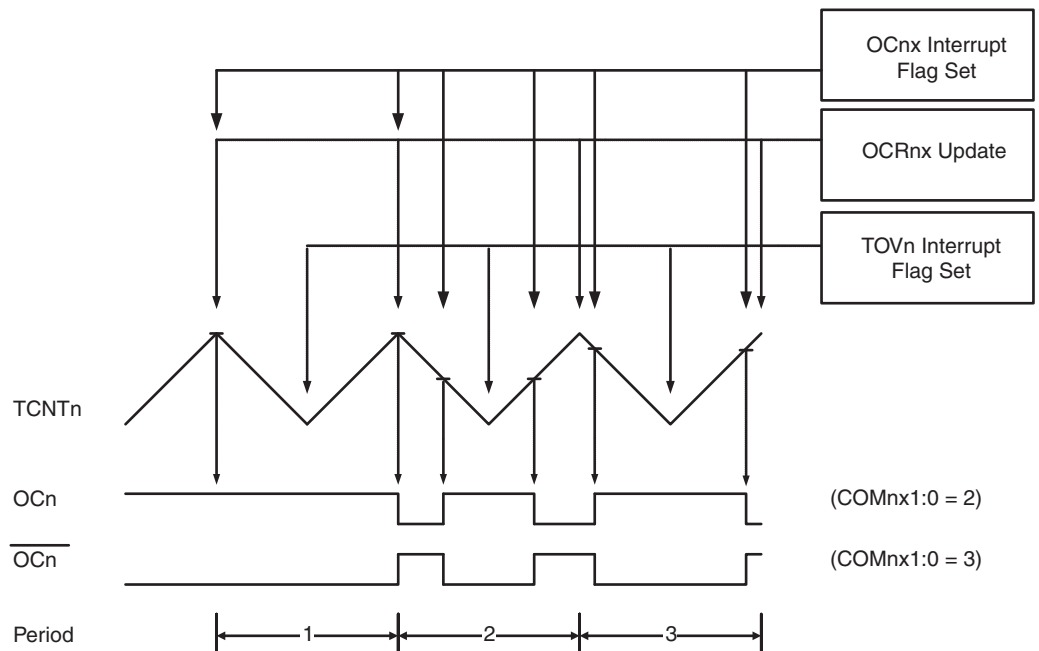 OCnx Interrupt
Flag Set
OCRnx Update
TOVn Interrupt
Flag Set
TCNTn
OCn
(COMnx1:0 = 2)
OCn
(COMnx1:0 = 3)
Period
1
2
3